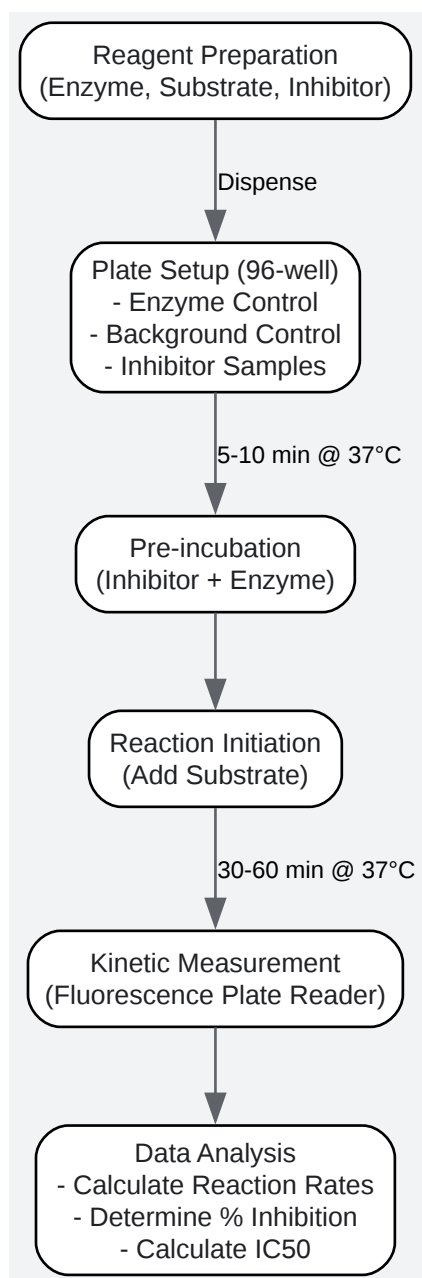 Reagent Preparation
(Enzyme, Substrate, Inhibitor)
Dispense
Plate Setup (96-well)
- Enzyme Control
- Background Control
- Inhibitor Samples
5-10 min @ 37°C
Pre-incubation
(Inhibitor + Enzyme)
Reaction Initiation
(Add Substrate)
30-60 min @ 37°C
Kinetic Measurement
(Fluorescence Plate Reader)
Data Analysis
- Calculate Reaction Rates
- Determine % Inhibition
- Calculate IC50